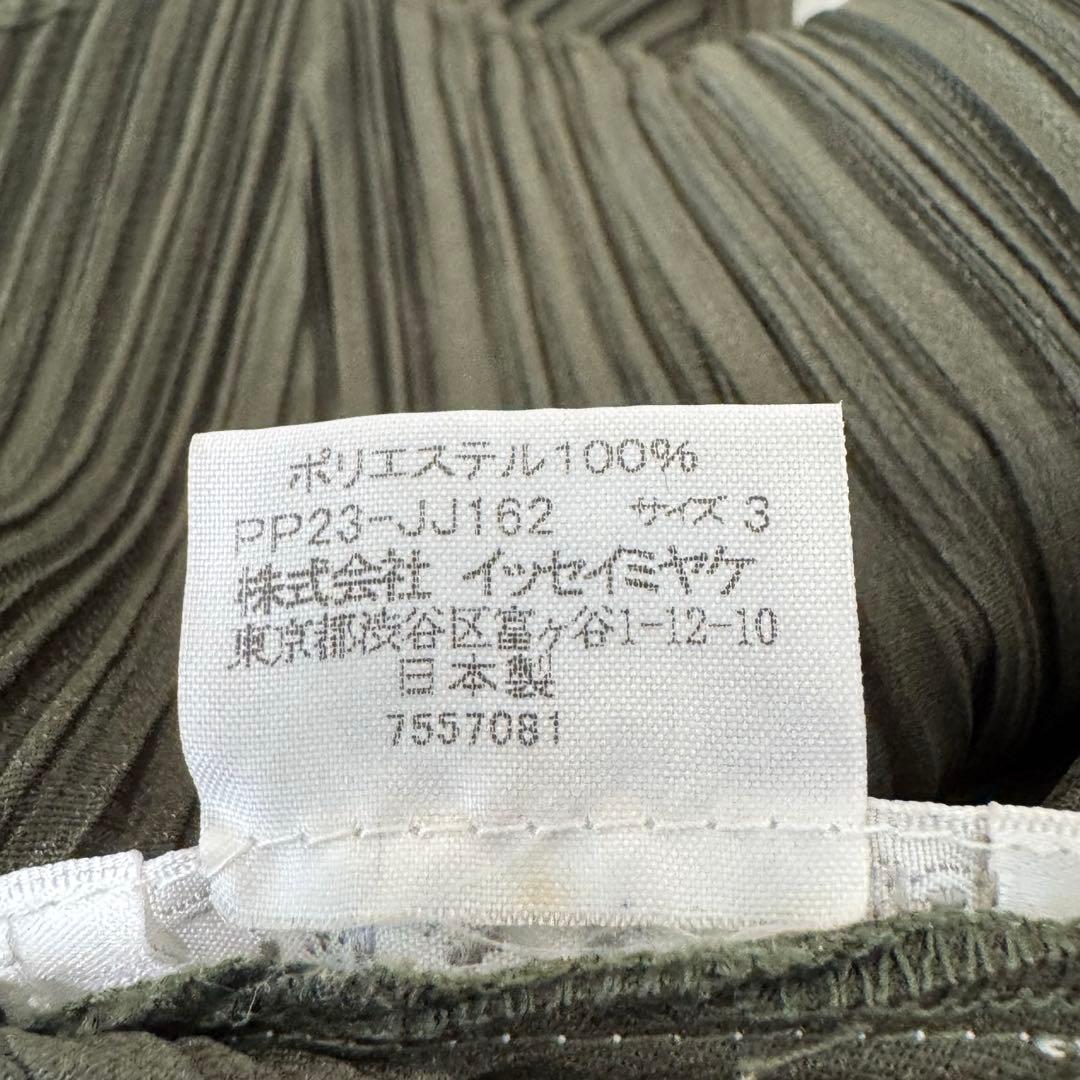 ポリエステル100%
PP23-JJ162 サイズ 3
株式会社 イッセイミヤケ
東京都渋谷区富ヶ谷1-12-10
日本製
7557081